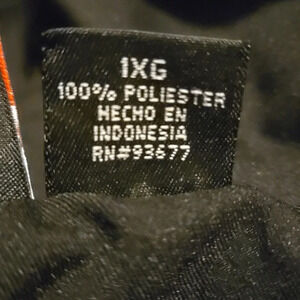 1XG
100% POLIESTER
HECHO EN
INDONESIA
RN#93677